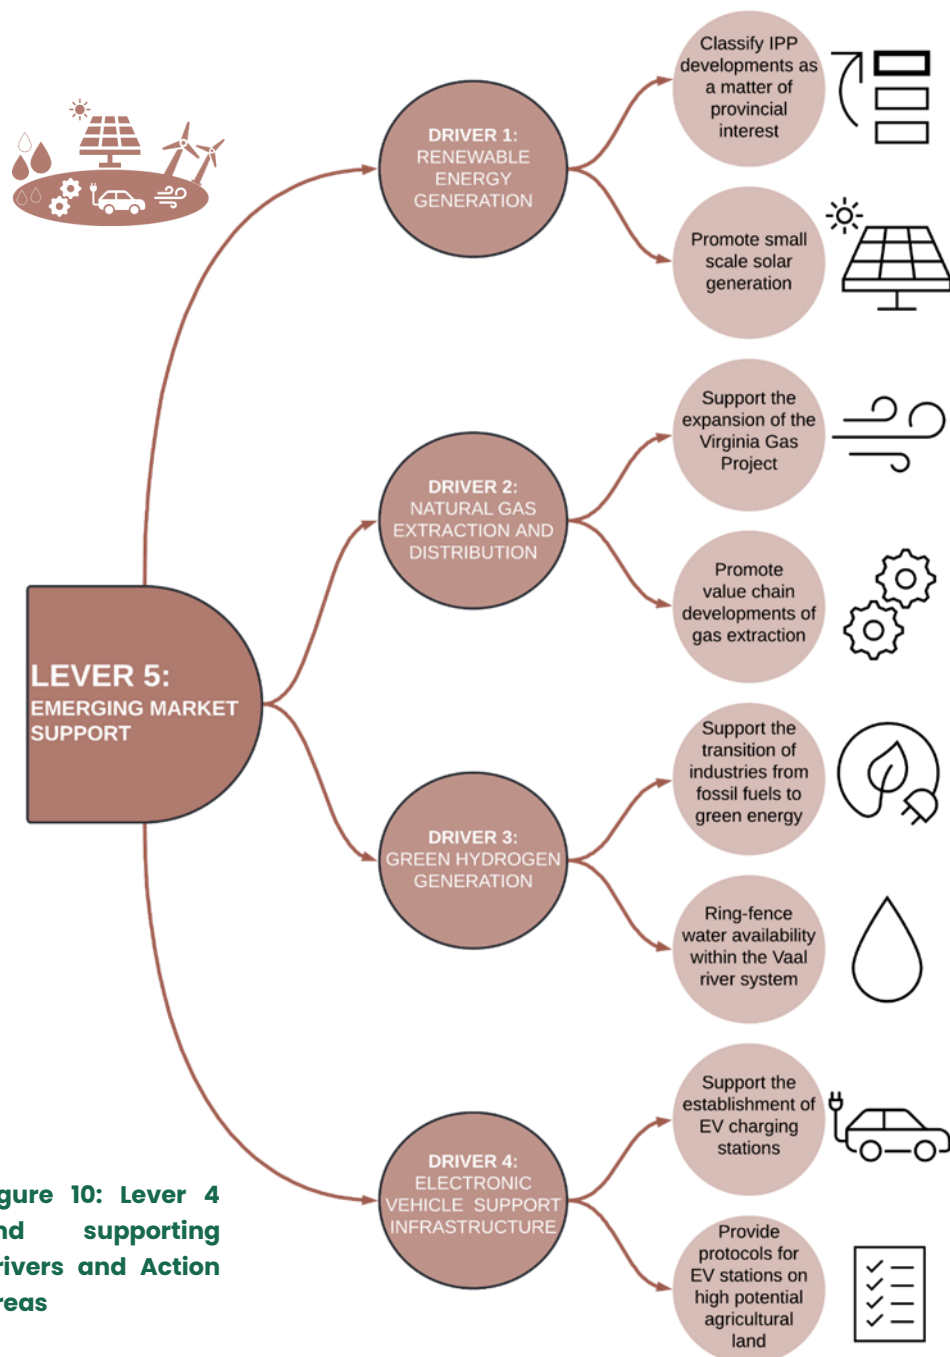 Classify IPP
developments as
a matter of
provincial
interest
DRIVER 1:
RENEWABLE
ENERGY
GENERATION
Promote small
scale solar
generation
Support the
expansion of the
Virginia Gas
Project
DRIVER 2:
NATURAL GAS
EXTRACTION AND
DISTRIBUTION
Promote
value chain
developments of
gas extraction
LEVER 5:
EMERGING MARKET
SUPPORT
Support the
transition of
industries from
fossil fuels to
green energy
DRIVER 3:
GREEN HYDROGEN
GENERATION
Ring-fence
water availability
within the Vaal
river system
Support the
establishment of
EV charging
stations
DRIVER 4:
ELECTRONIC
VEHICLE SUPPORT
INFRASTRUCTURE
Provide
protocols for
EV stations on
high potential
agricultural
land
gure 10: Lever 4
nd supporting
rivers and Action
reas